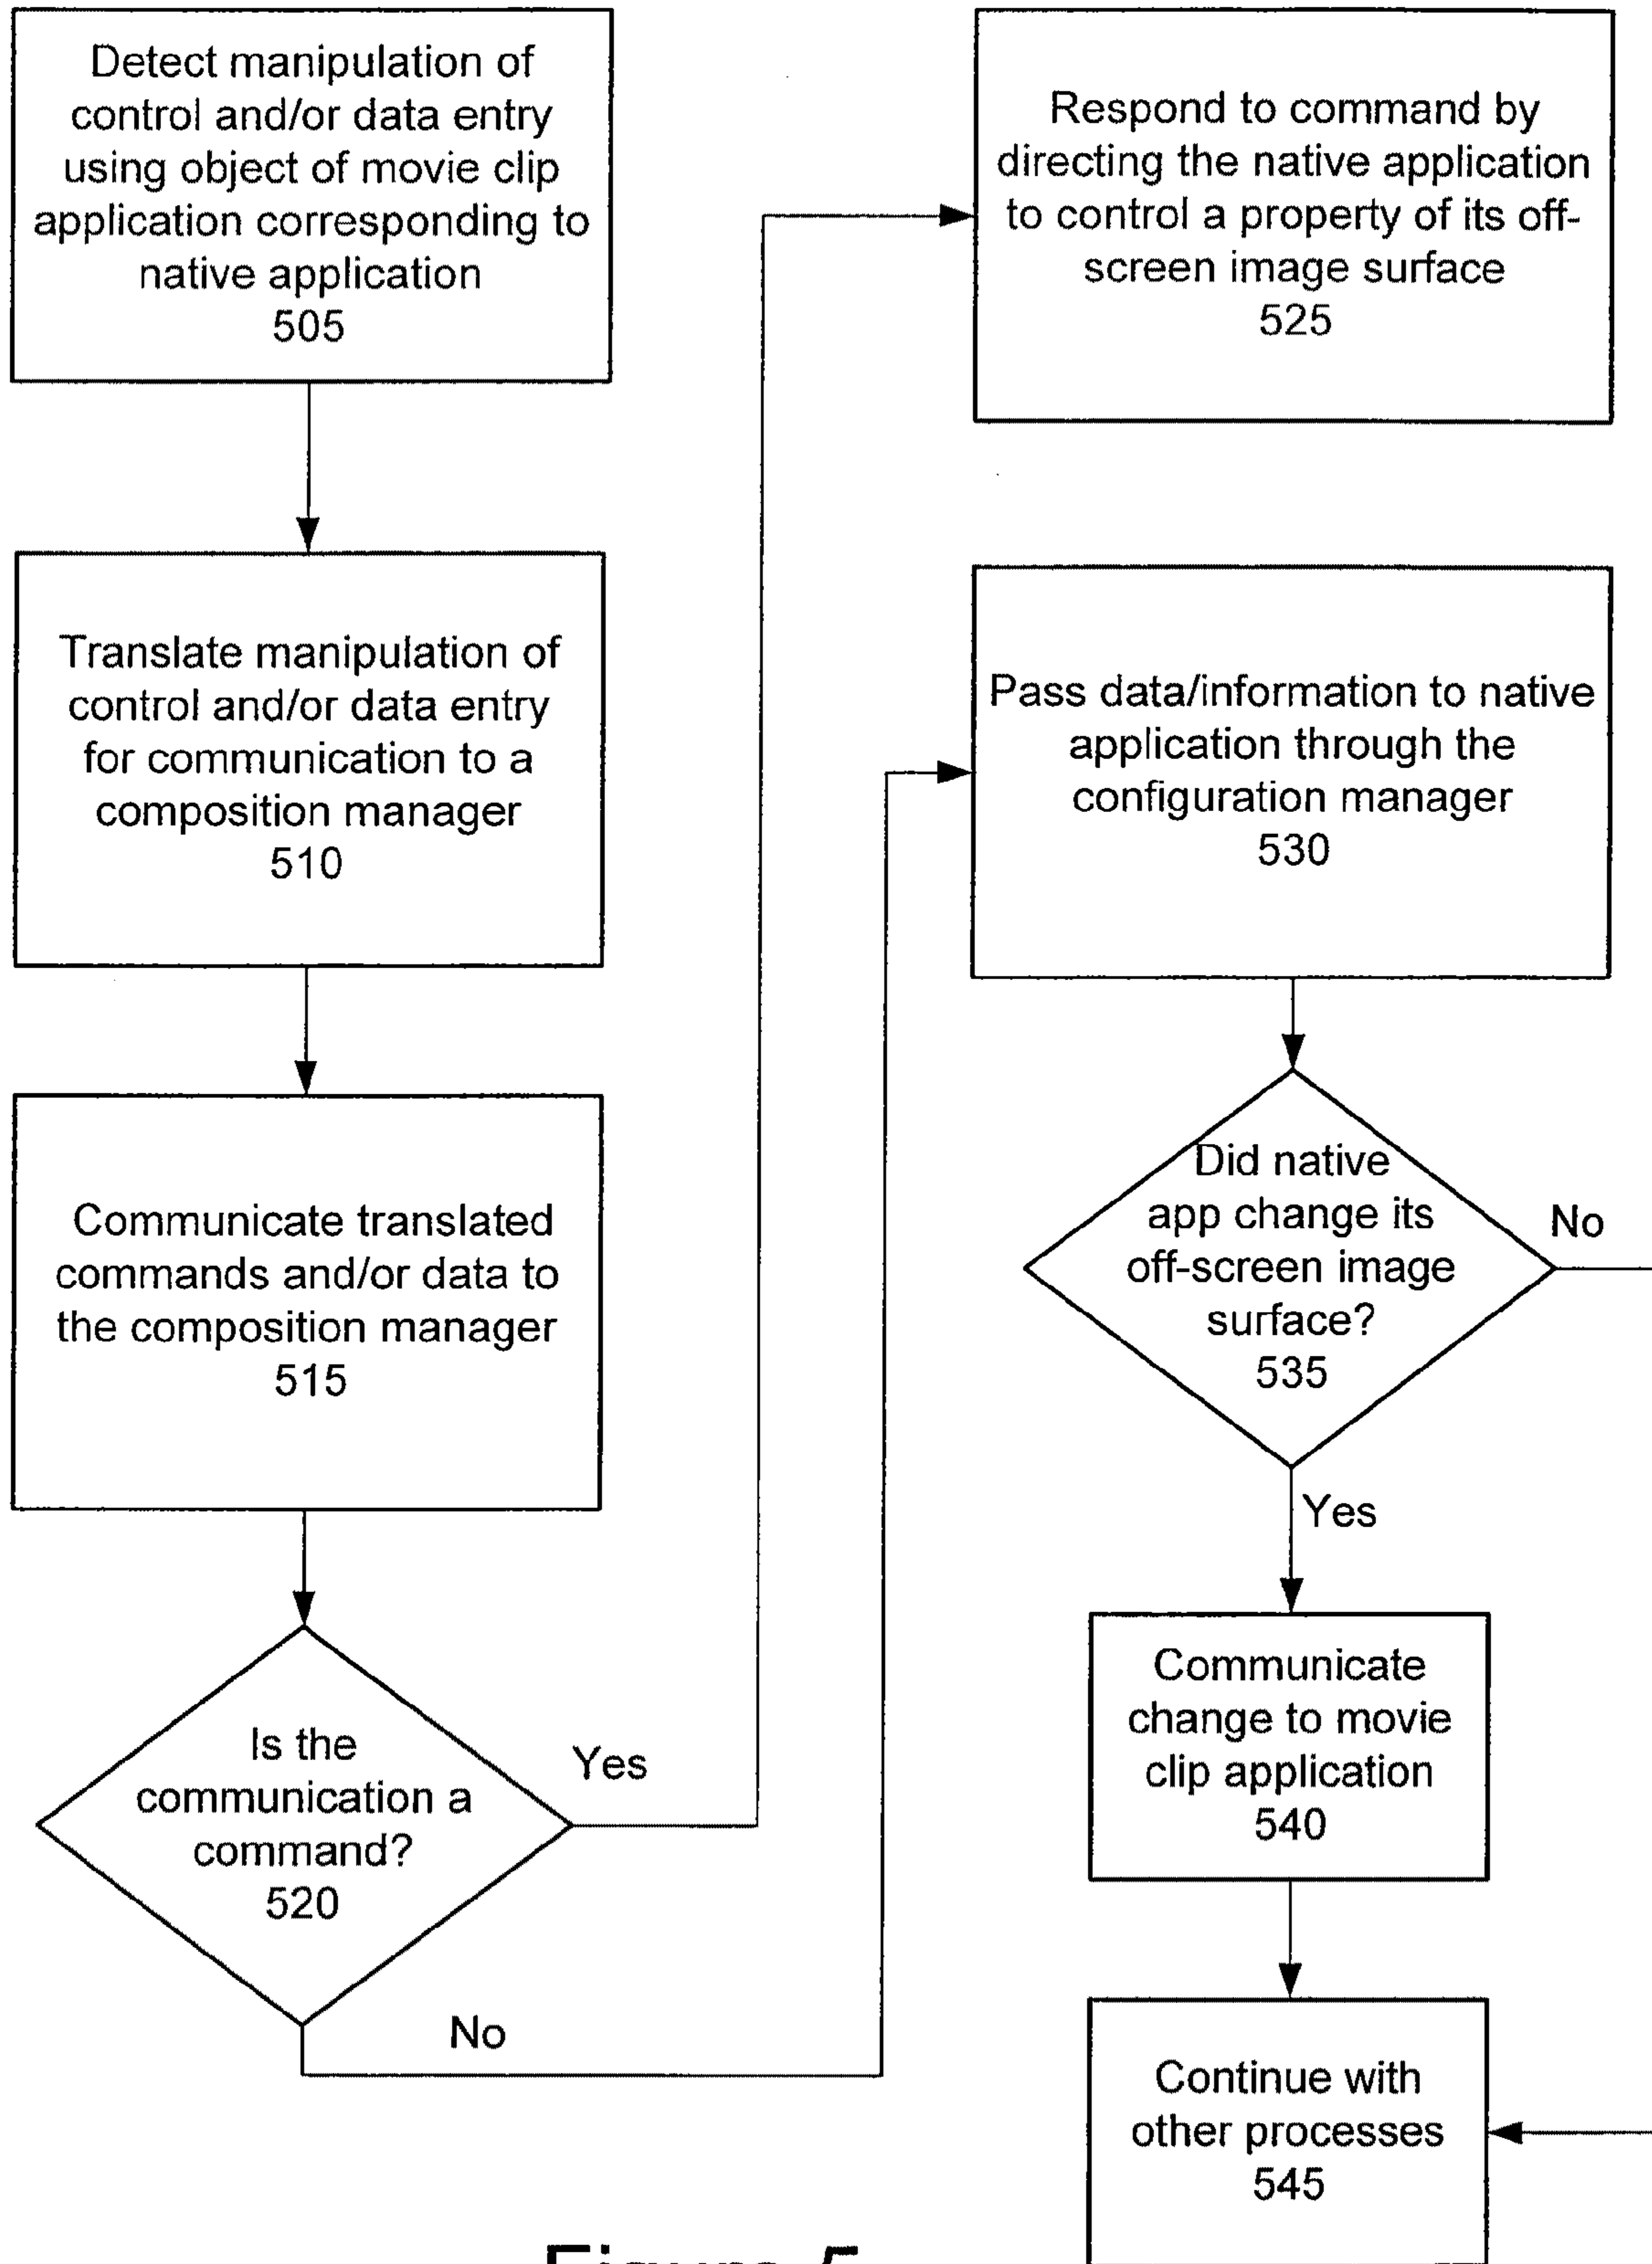 Detect manipulation of
control and/or data entry
using object of movie clip
application corresponding to
native application
505
Translate manipulation of
control and/or data entry
for communication to a
composition manager
510
Communicate translated
commands and/or data to
the composition manager
515
Is the
communication a
command?
520
Yes
No
Respond to command by
directing the native application
to control a property of its off-
screen image surface
525
Pass data/information to native
application through the
configuration manager
530
Did native
app change its
off-screen image
surface?
535
No
Yes
Communicate
change to movie
clip application
540
Continue with
other processes
545
Figure 5